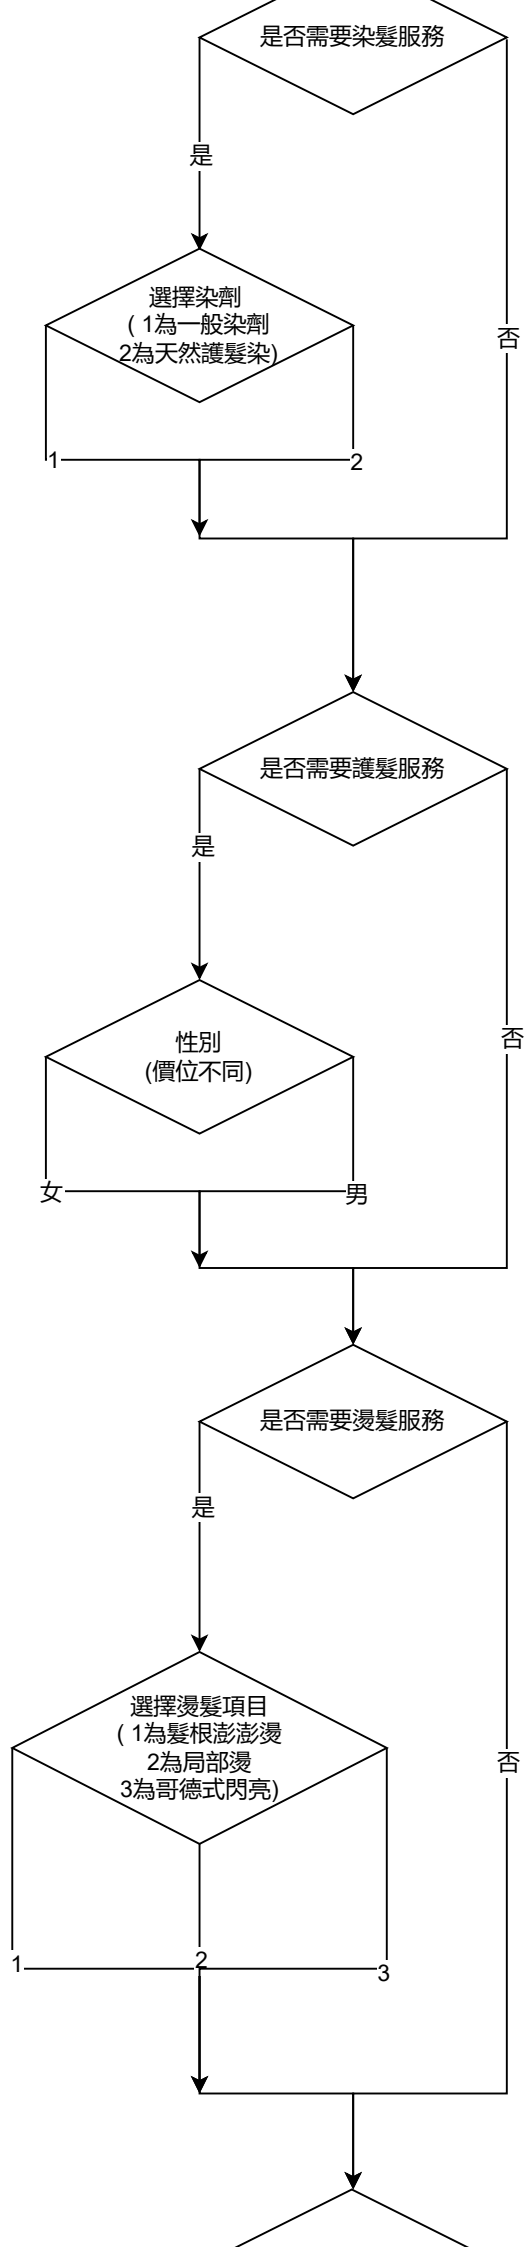 是否需要染髮服務
是
選擇染劑
( 1為一般染劑
2為天然護髮染)
否
1
2
是否需要護髮服務
是
否
性別
(價位不同)
女
男
是否需要燙髮服務
是
選擇燙髮項目
( 1為髮根澎澎燙
2為局部燙
3為哥德式閃亮)
否
1
2
3